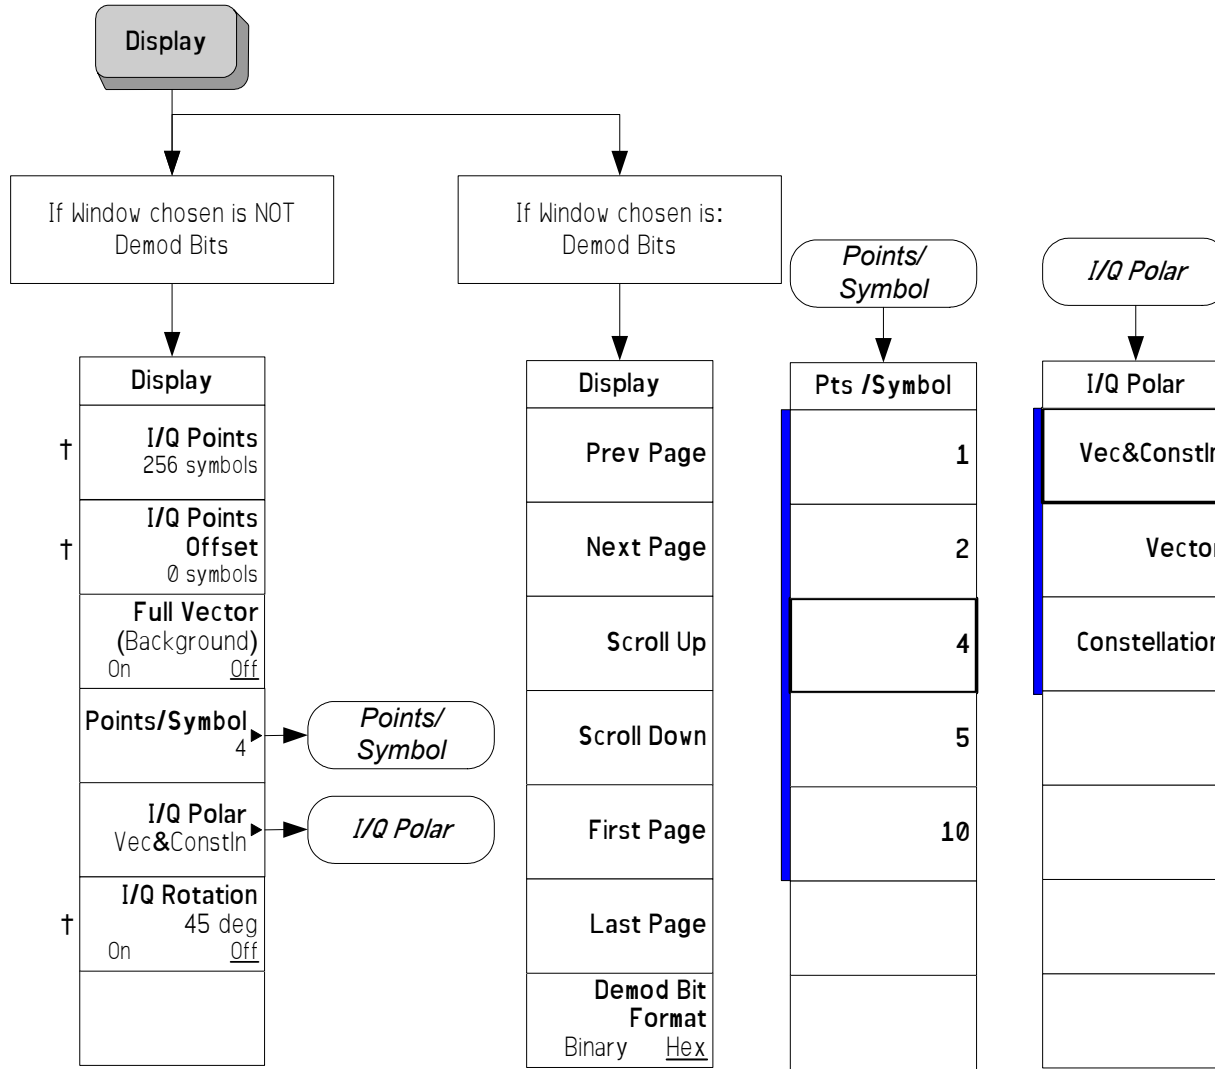 Display
If Window chosen is NOT
Demod Bits
If Window chosen is:
Demod Bits
Points/
Symbol
I/Q Polar
Display
† I/Q Points
256 symbols
† I/Q Points
Offset
0 symbols
Full Vector
(Background)
On Off
Points/Symbol
4
Points/
Symbol
I/Q Polar
Vec&Constln
I/Q Polar
† I/Q Rotation
45 deg
On Off
Display
Prev Page
Next Page
Scroll Up
Scroll Down
First Page
Last Page
Demod Bit
Format
Binary Hex
Pts /Symbol
1
2
4
5
10
I/Q Polar
Vec&Constln
Vector
Constellation